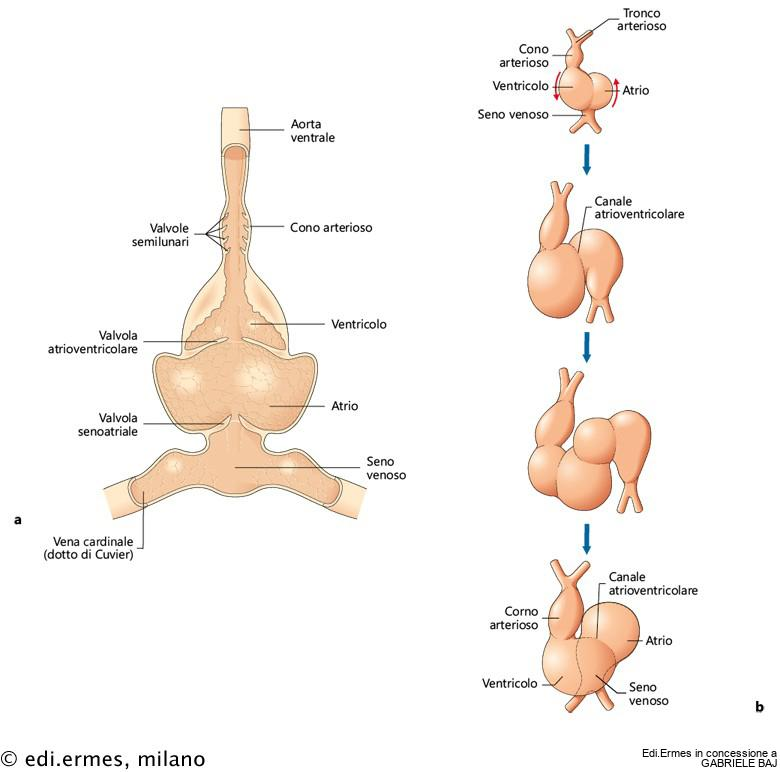 Aorta
ventrale
Valvole
semilunari
Cono arterioso
Ventricolo
Valvola
atrioventricolare
Atrio
Valvola
senoatriale
Seno
venoso
Vena cardinale
(dotto di Cuvier)
a
Tronco
arterioso
Cono
arterioso
Ventricolo
Atrio
Seno venoso
Canale
atrioventricolare
Canale
atrioventricolare
Corno
arterioso
Atrio
Ventricolo
Seno
venoso
b
© edi.ermes, milano
Edi.Ermes in concessione a
GABRIELE BAJ